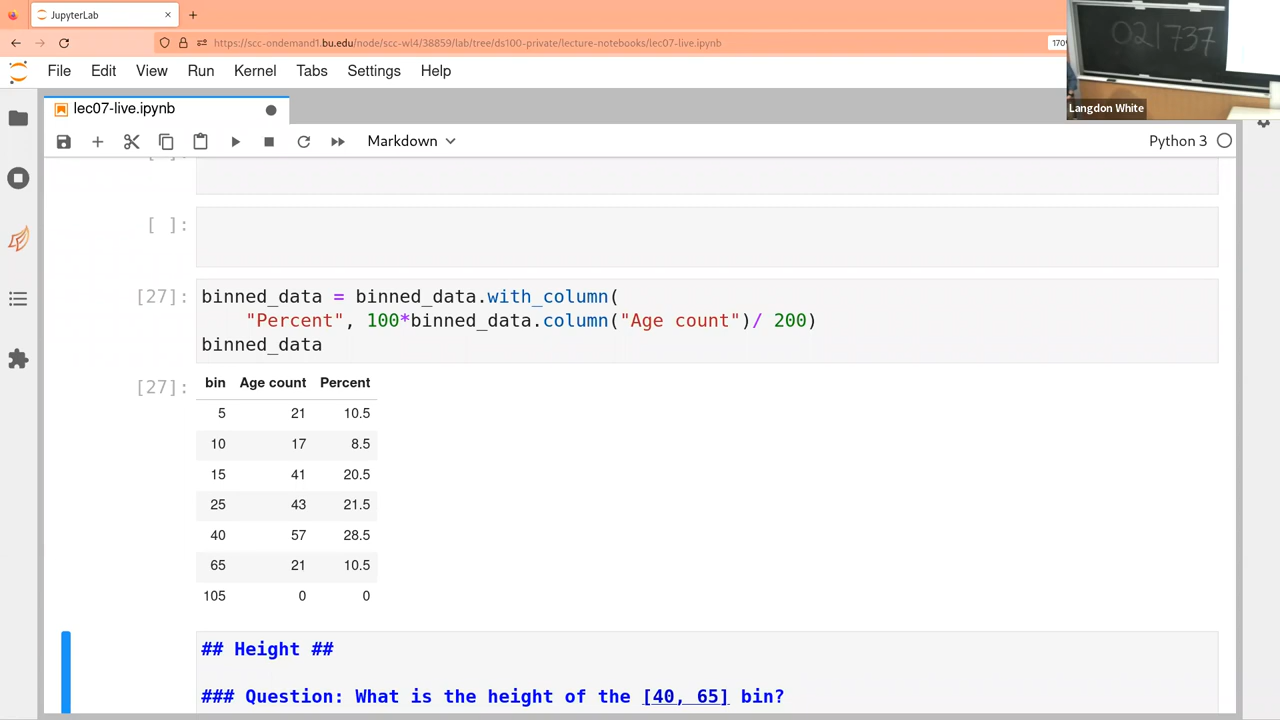 JupyterLab
https://scc-ondemand1.bu.edu/node/scc-wl4/38859/lab/tree/ds100-private/lecture-notebooks/lec07-live.ipynb
170%
021737
Langdon White
File Edit View Run Kernel Tabs Settings Help
lec07-live.ipynb
Markdown
Python 3
[ ]:
[ ]:
[27]: binned_data = binned_data.with_column(
"Percent", 100*binned_data.column("Age count")/ 200)
binned_data
[27]:
bin Age count Percent
5 21 10.5
10 17 8.5
15 41 20.5
25 43 21.5
40 57 28.5
65 21 10.5
105 0 0
## Height ##
### Question: What is the height of the [40, 65] bin?